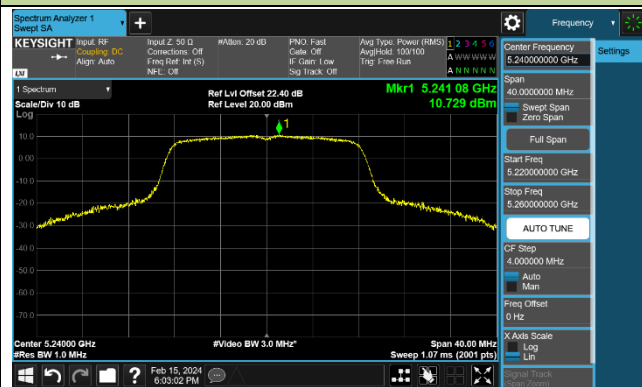 Spectrum Analyzer 1
Swept SA
Frequency
KEYSIGHT
Input: RF
Coupling: DC
Align: Auto
Input Z: 50 Ω
Corrections: Off
Freq Ref: Int (S)
NFE: Off
#Atten: 20 dB
PNO: Fast
Gate: Off
IF Gain: Low
Sig Track: Off
Avg Type: Power (RMS)
Avg|Hold: 100/100
Trig: Free Run
1 2 3 4 5 6
A W W W W W
A N N N N N
LXI
1 Spectrum
Scale/Div 10 dB
Log
Ref Lvl Offset 22.40 dB
Ref Level 20.00 dBm
Mkr1 5.241 08 GHz
10.729 dBm
1
10.0
0.00
-10.0
-20.0
-30.0
-40.0
-50.0
-60.0
-70.0
Center 5.24000 GHz
#Res BW 1.0 MHz
#Video BW 3.0 MHz*
Span 40.00 MHz
Sweep 1.07 ms (2001 pts)
Feb 15, 2024
6:03:02 PM
Center Frequency
5.240000000 GHz
Settings
Span
40.0000000 MHz
Swept Span
Zero Span
Full Span
Start Freq
5.220000000 GHz
Stop Freq
5.260000000 GHz
AUTO TUNE
CF Step
4.000000 MHz
Auto
Man
Freq Offset
0 Hz
X Axis Scale
Log
Lin
Signal Track
(Span Zoom)